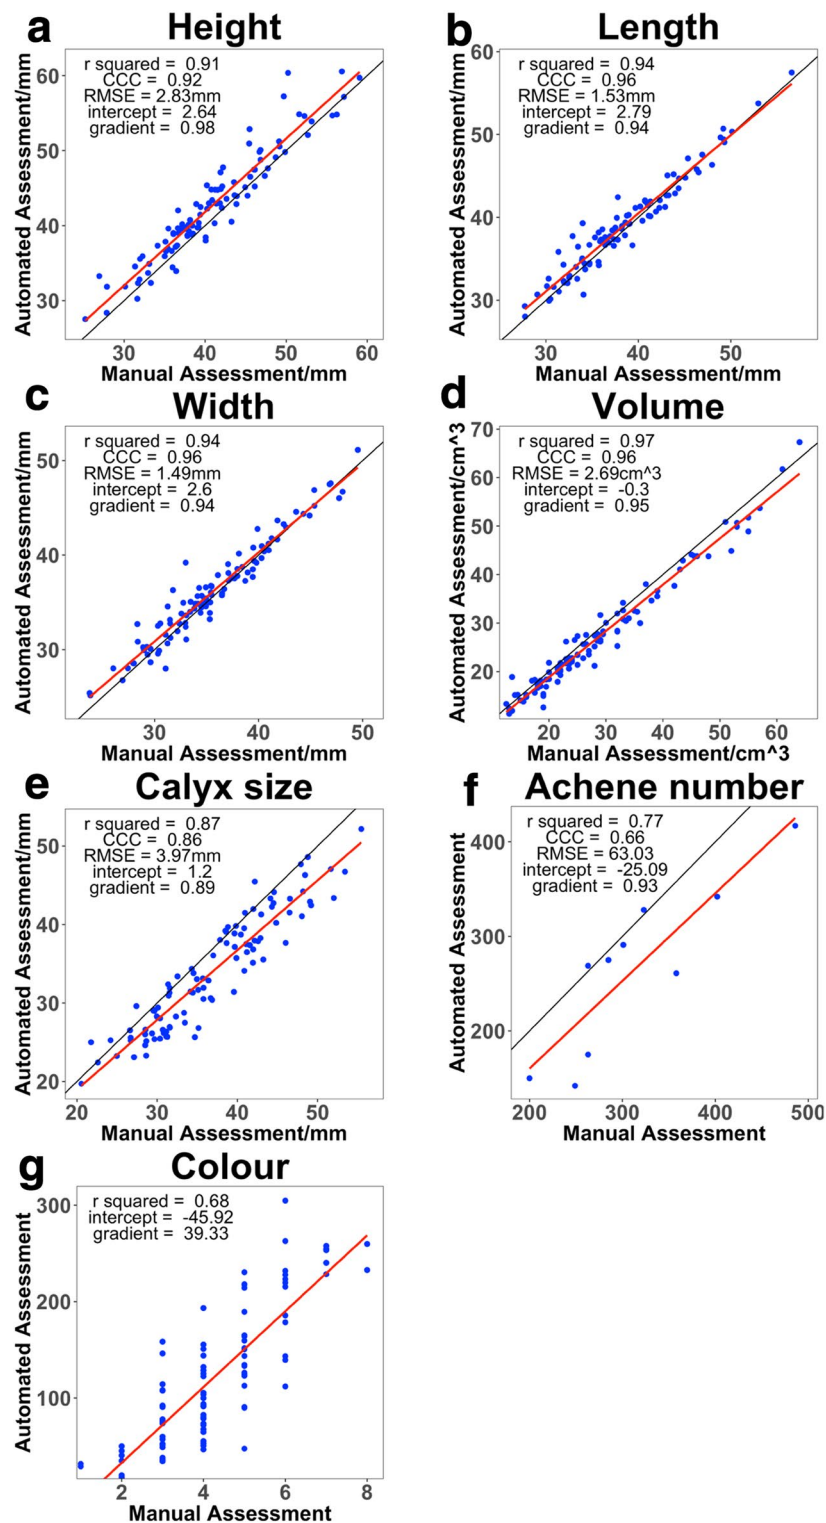 a Height
r squared = 0.91
CCC = 0.92
RMSE = 2.83mm
intercept = 2.64
gradient = 0.98
Automated Assessment/mm
60
50
40
30
30 40 50 60
Manual Assessment/mm
b Length
r squared = 0.94
CCC = 0.96
RMSE = 1.53mm
intercept = 2.79
gradient = 0.94
Automated Assessment/mm
60
50
40
30
30 40 50
Manual Assessment/mm
c Width
r squared = 0.94
CCC = 0.96
RMSE = 1.49mm
intercept = 2.6
gradient = 0.94
Automated Assessment/mm
50
40
30
30 40 50
Manual Assessment/mm
d Volume
r squared = 0.97
CCC = 0.96
RMSE = 2.69cm^3
intercept = -0.3
gradient = 0.95
Automated Assessment/cm^3
70
60
50
40
30
20
20 30 40 50 60
Manual Assessment/cm^3
e Calyx size
r squared = 0.87
CCC = 0.86
RMSE = 3.97mm
intercept = 1.2
gradient = 0.89
Automated Assessment/mm
50
40
30
20
20 30 40 50
Manual Assessment/mm
f Achene number
r squared = 0.77
CCC = 0.66
RMSE = 63.03
intercept = -25.09
gradient = 0.93
Automated Assessment
400
300
200
200 300 400 500
Manual Assessment
g Colour
r squared = 0.68
intercept = -45.92
gradient = 39.33
Automated Assessment
300
200
100
2 4 6 8
Manual Assessment